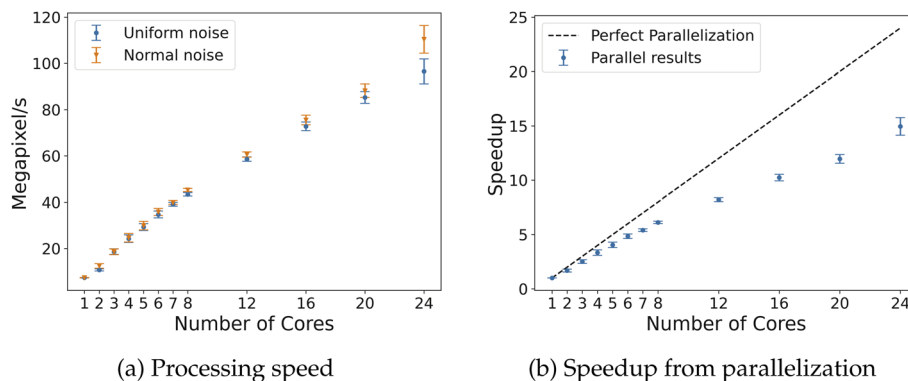 120
100
80
60
40
20
Megapixel/s
Uniform noise
Normal noise
1 2 3 4 5 6 7 8 12 16 20 24
Number of Cores
(a) Processing speed
25
20
15
10
5
0
Speedup
Perfect Parallelization
Parallel results
1 2 3 4 5 6 7 8 12 16 20 24
Number of Cores
(b) Speedup from parallelization